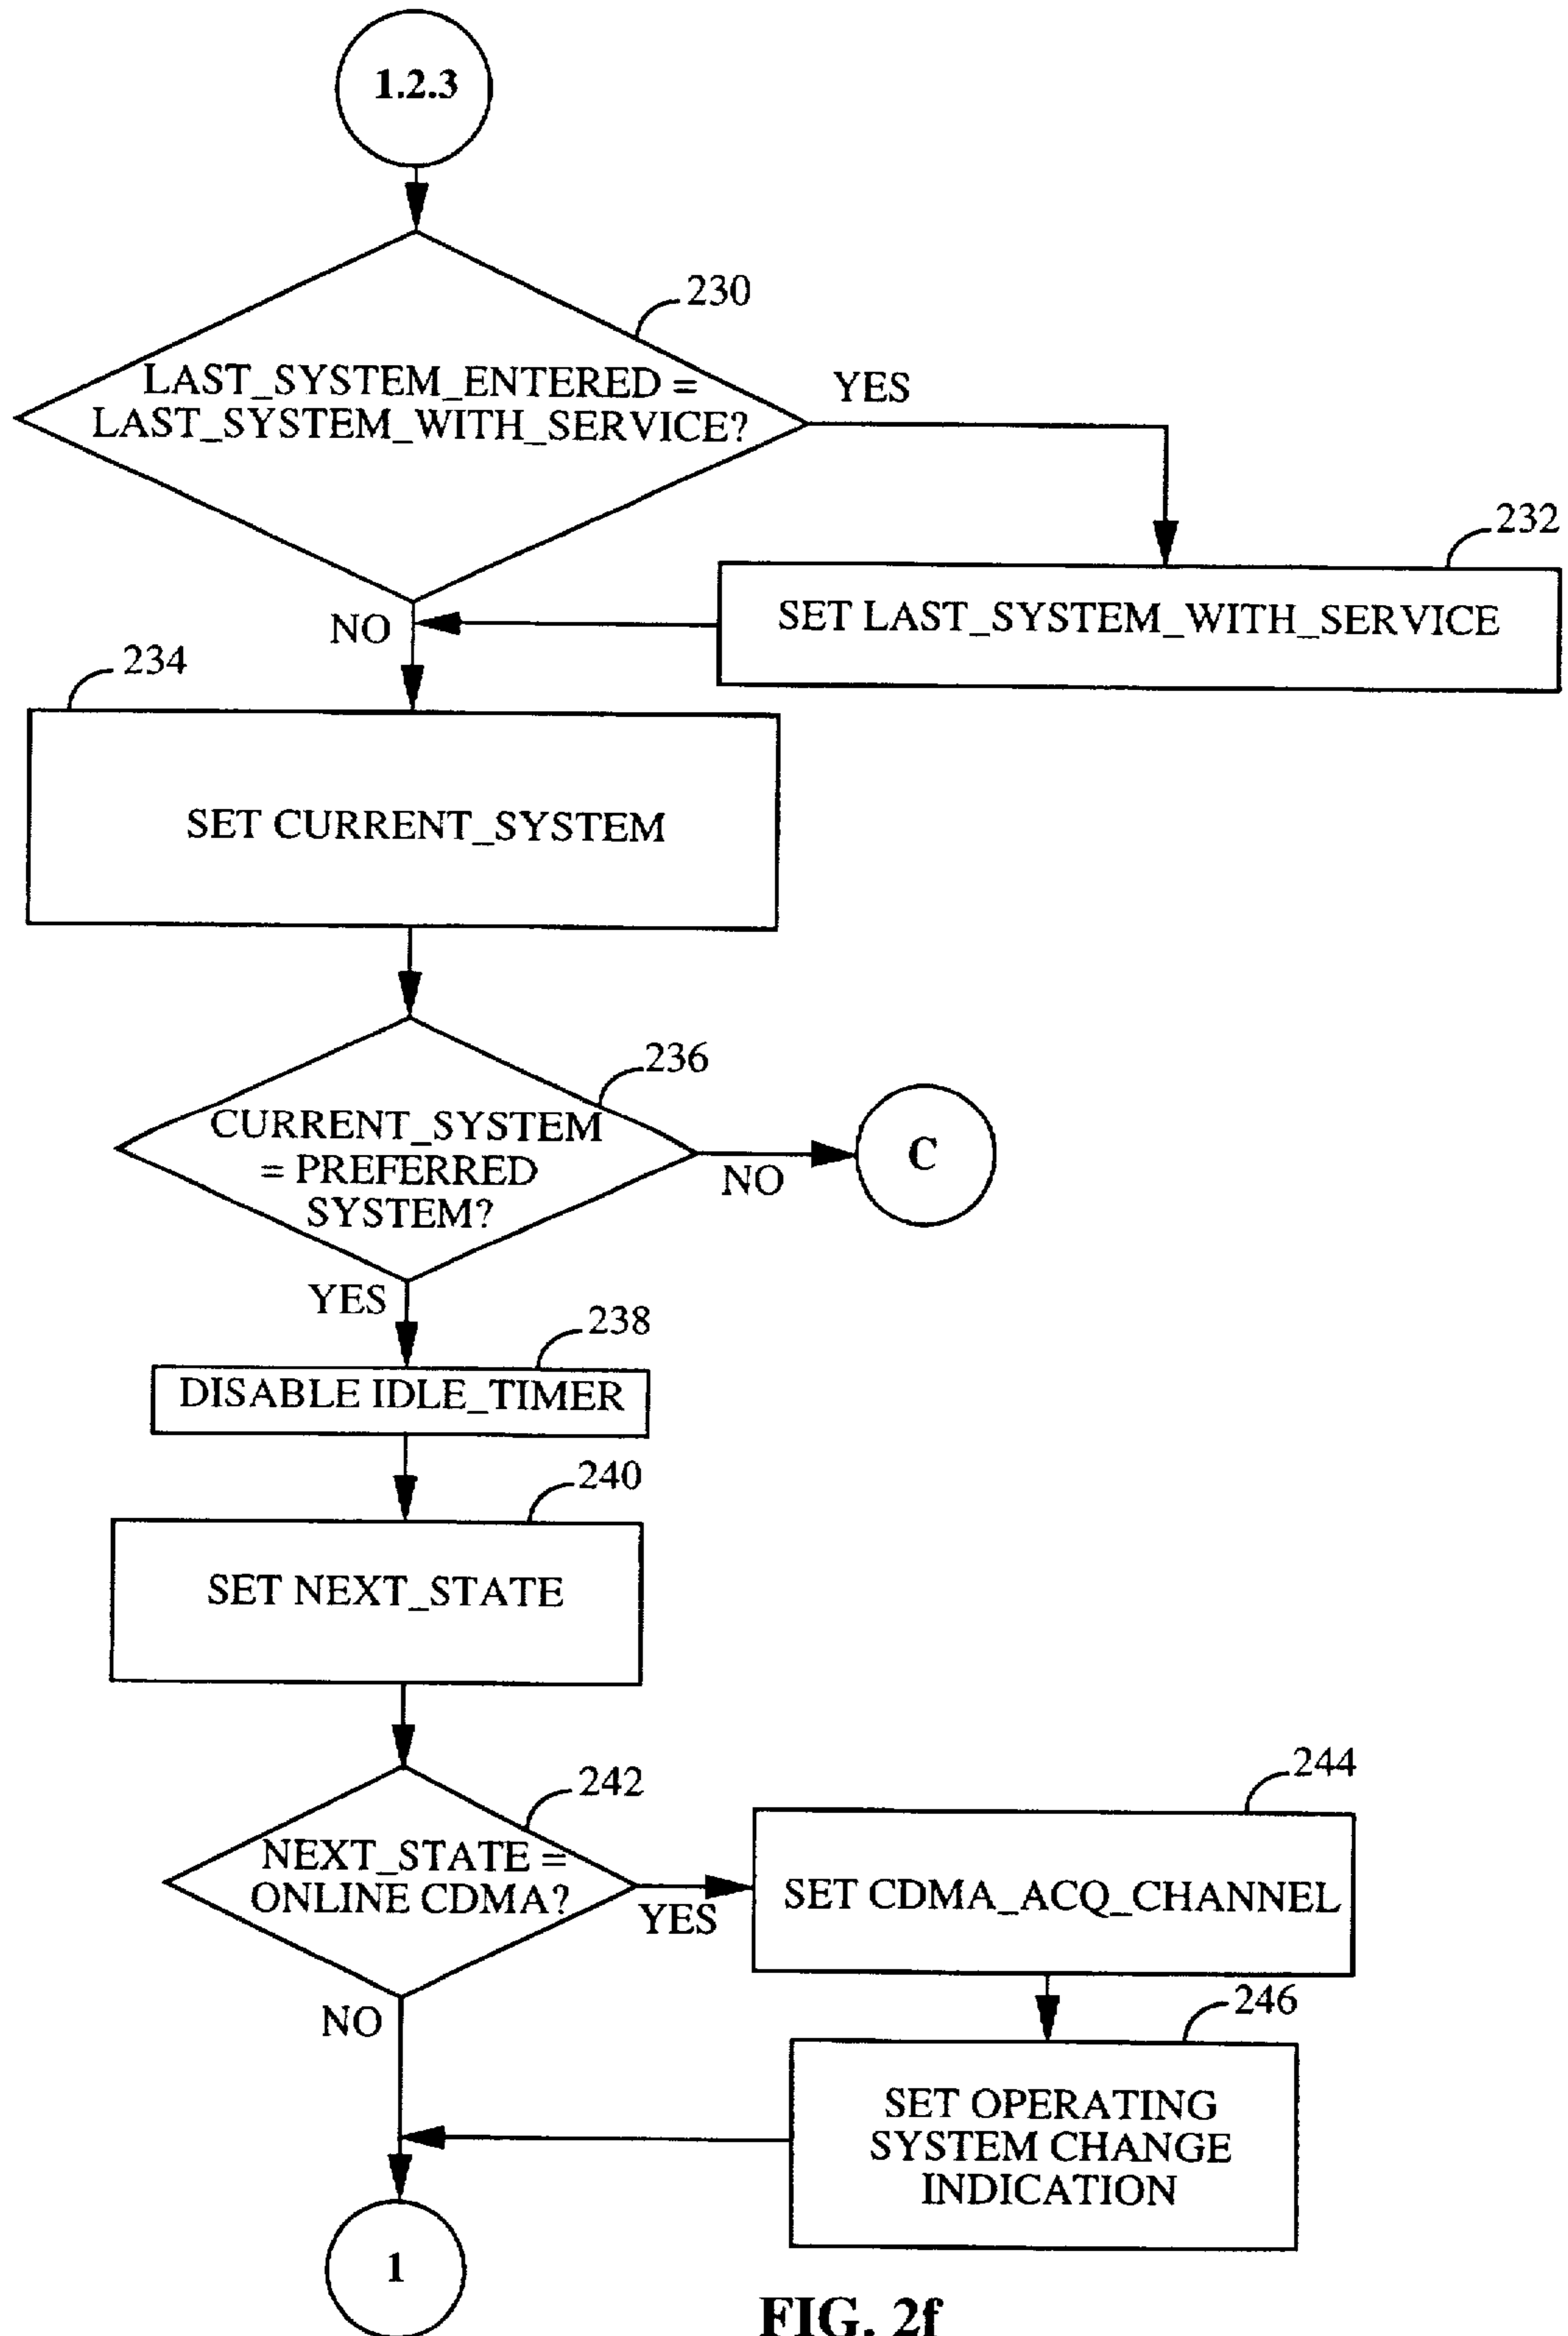 1.2.3
230
LAST_SYSTEM_ENTERED =
LAST_SYSTEM_WITH_SERVICE?
YES
232
SET LAST_SYSTEM_WITH_SERVICE
NO
234
SET CURRENT_SYSTEM
236
CURRENT_SYSTEM
= PREFERRED
SYSTEM?
NO
C
YES
238
DISABLE IDLE_TIMER
240
SET NEXT_STATE
242
NEXT_STATE =
ONLINE CDMA?
YES
244
SET CDMA_ACQ_CHANNEL
NO
246
SET OPERATING
SYSTEM CHANGE
INDICATION
1
FIG. 2f